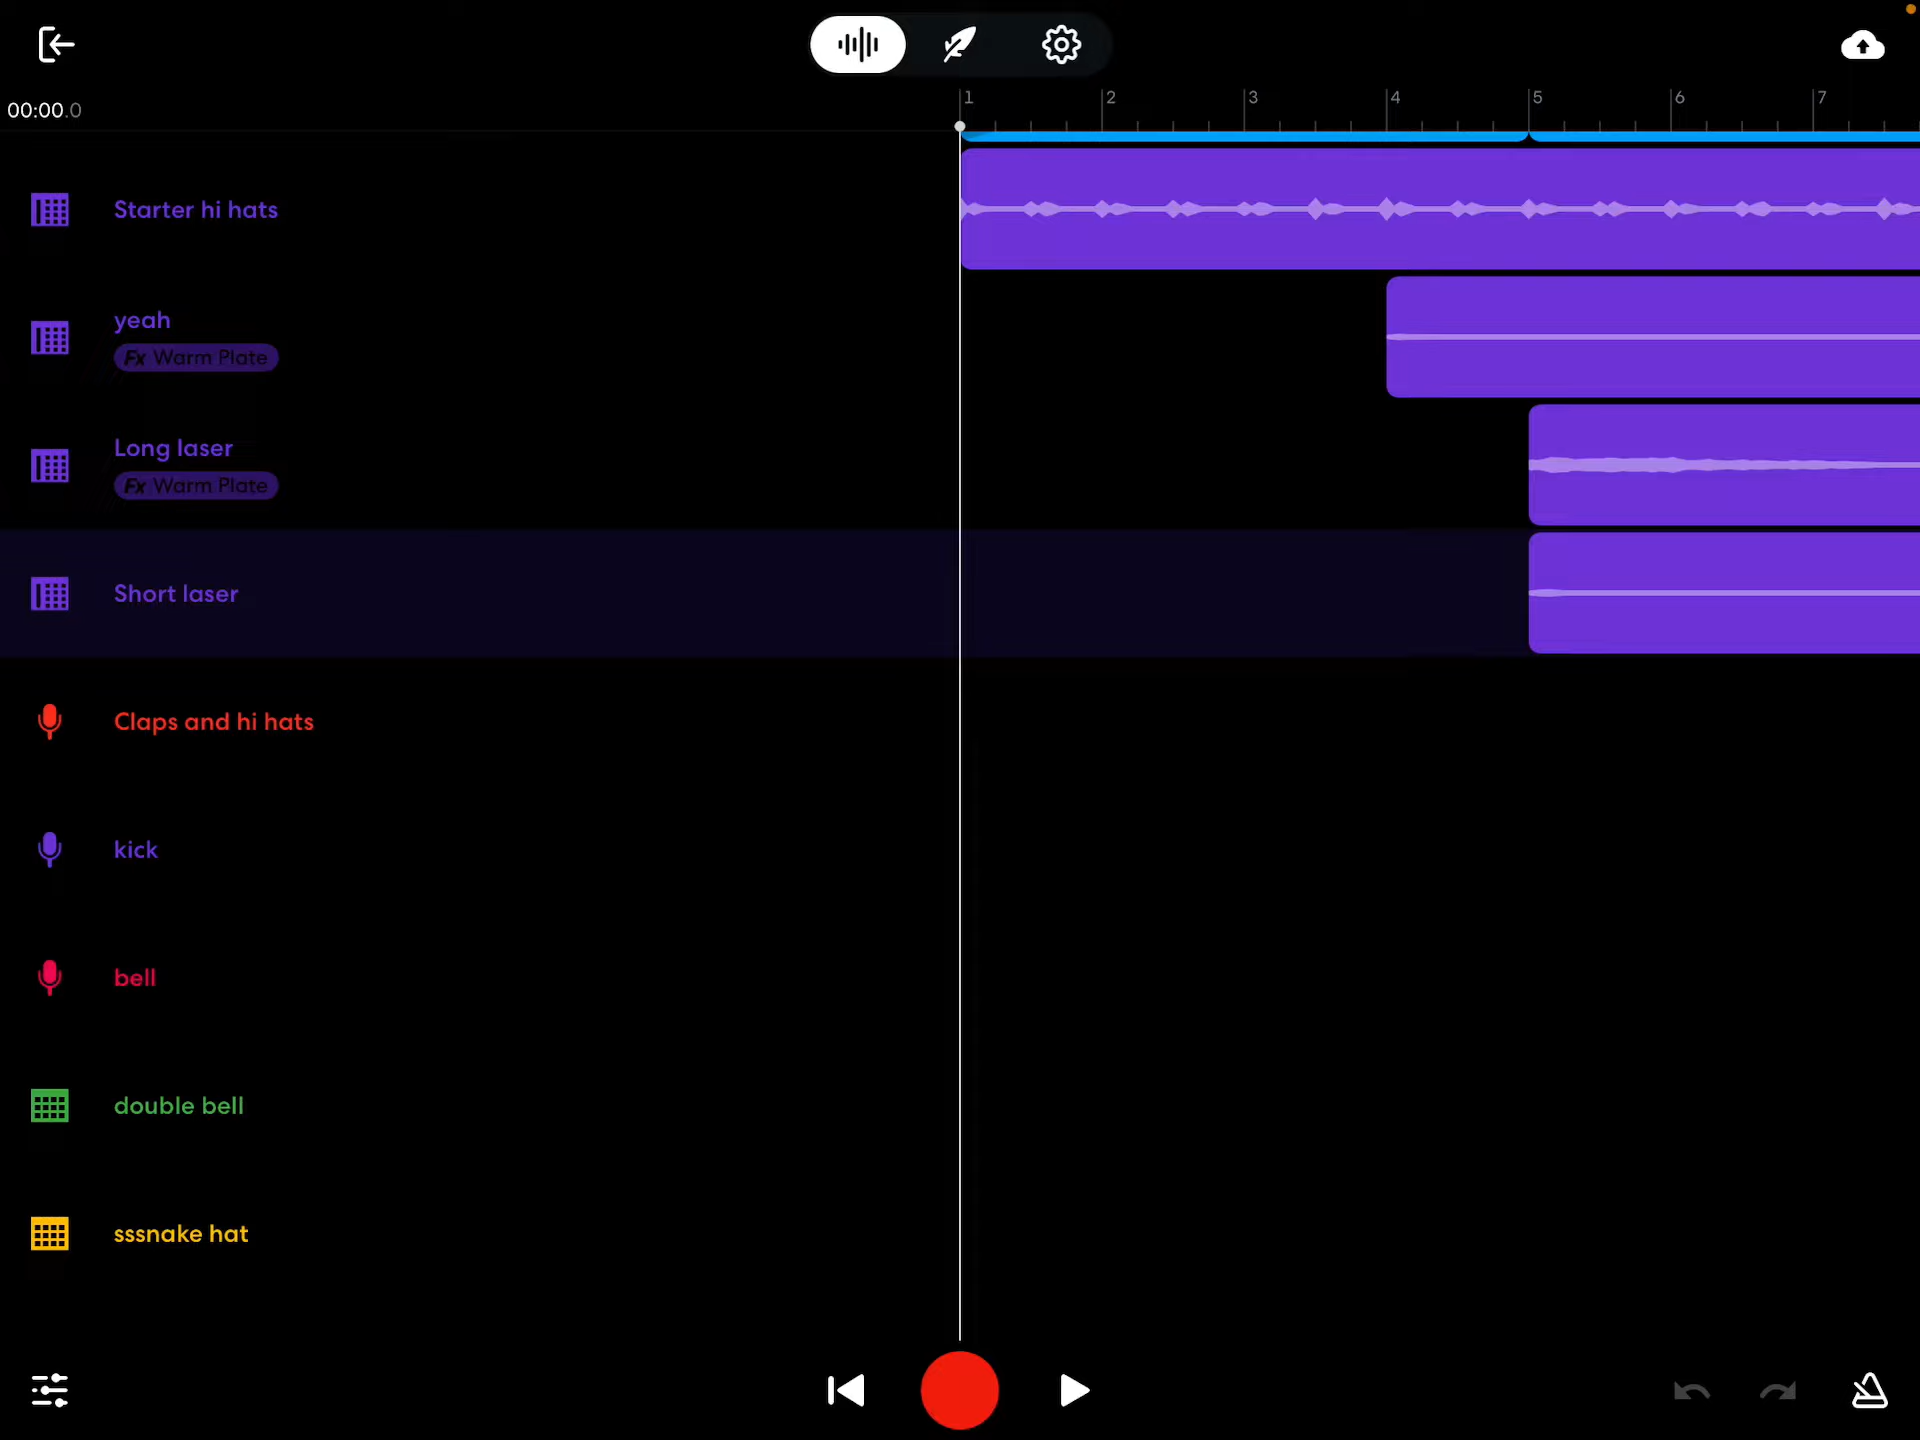 00:00.0
1 2 3 4 5 6 7
Starter hi hats
yeah
Fx Warm Plate
Long laser
Fx Warm Plate
Short laser
Claps and hi hats
kick
bell
double bell
sssnake hat